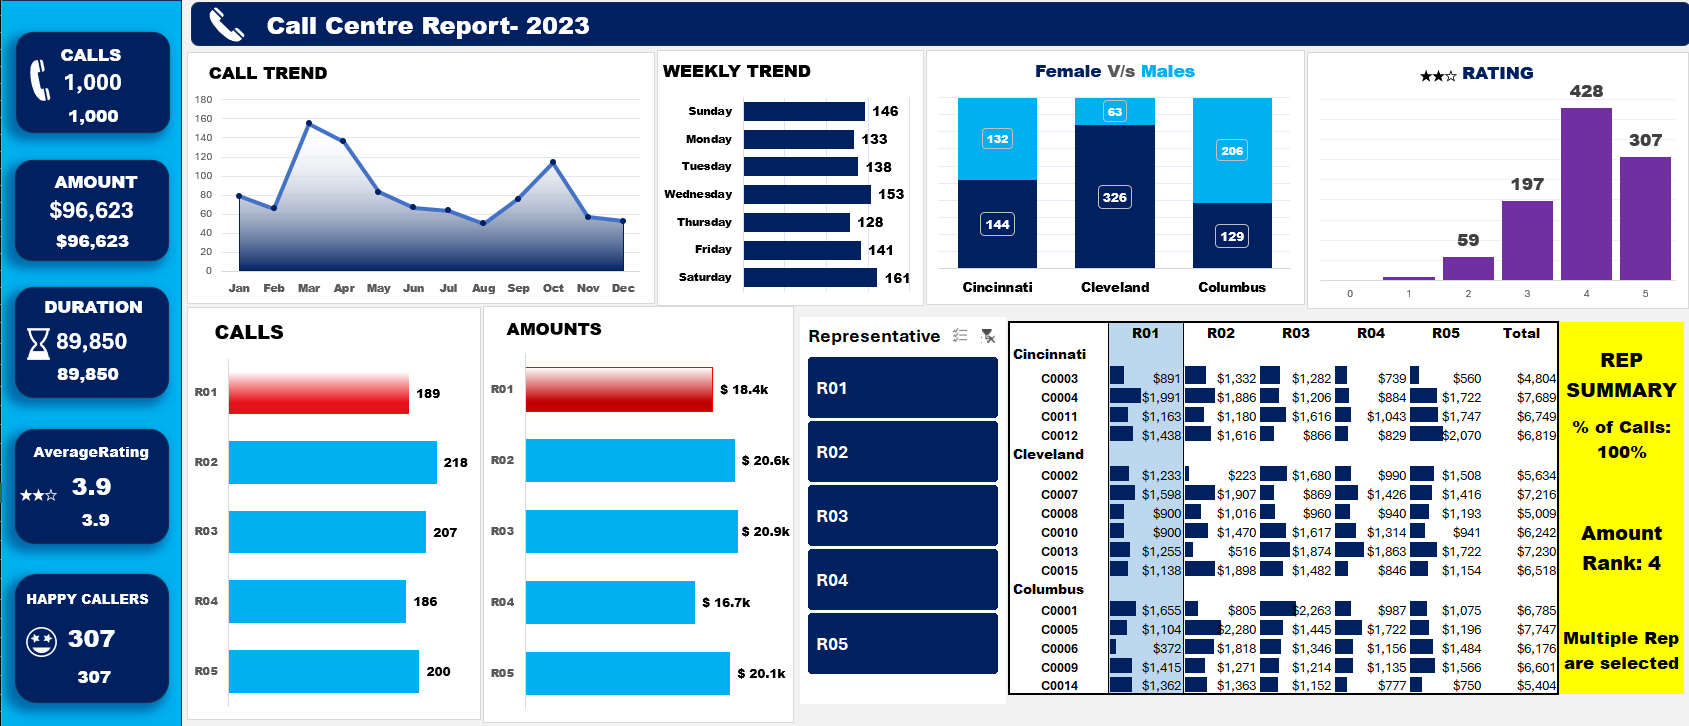 Call Centre Report- 2023
CALLS
1,000
1,000
AMOUNT
$96,623
$96,623
DURATION
89,850
89,850
AverageRating
3.9
3.9
HAPPY CALLERS
307
307
CALL TREND
180
160
140
120
100
80
60
40
20
0
Jan Feb Mar Apr May Jun Jul Aug Sep Oct Nov Dec
WEEKLY TREND
Sunday 146
Monday 133
Tuesday 138
Wednesday 153
Thursday 128
Friday 141
Saturday 161
Female V/s Males
132 63 206
144 326 129
Cincinnati Cleveland Columbus
RATING
59 197 428 307
0 1 2 3 4 5
CALLS
R01 189
R02 218
R03 207
R04 186
R05 200
AMOUNTS
R01 $ 18.4k
R02 $ 20.6k
R03 $ 20.9k
R04 $ 16.7k
R05 $ 20.1k
Representative
R01
R02
R03
R04
R05
R01 R02 R03 R04 R05 Total
Cincinnati
C0003 $891 $1,332 $1,282 $739 $560 $4,804
C0004 $1,991 $1,886 $1,206 $884 $1,722 $7,689
C0011 $1,163 $1,180 $1,616 $1,043 $1,747 $6,749
C0012 $1,438 $1,616 $866 $829 $2,070 $6,819
Cleveland
C0002 $1,233 $223 $1,680 $990 $1,508 $5,634
C0007 $1,598 $1,907 $869 $1,426 $1,416 $7,216
C0008 $900 $1,016 $960 $940 $1,193 $5,009
C0010 $900 $1,470 $1,617 $1,314 $941 $6,242
C0013 $1,255 $516 $1,874 $1,863 $1,722 $7,230
C0015 $1,138 $1,898 $1,482 $846 $1,154 $6,518
Columbus
C0001 $1,655 $805 $2,263 $987 $1,075 $6,785
C0005 $1,104 $2,280 $1,445 $1,722 $1,196 $7,747
C0006 $372 $1,818 $1,346 $1,156 $1,484 $6,176
C0009 $1,415 $1,271 $1,214 $1,135 $1,566 $6,601
C0014 $1,362 $1,363 $1,152 $777 $750 $5,404
REP
SUMMARY
% of Calls:
100%
Amount
Rank: 4
Multiple Rep
are selected